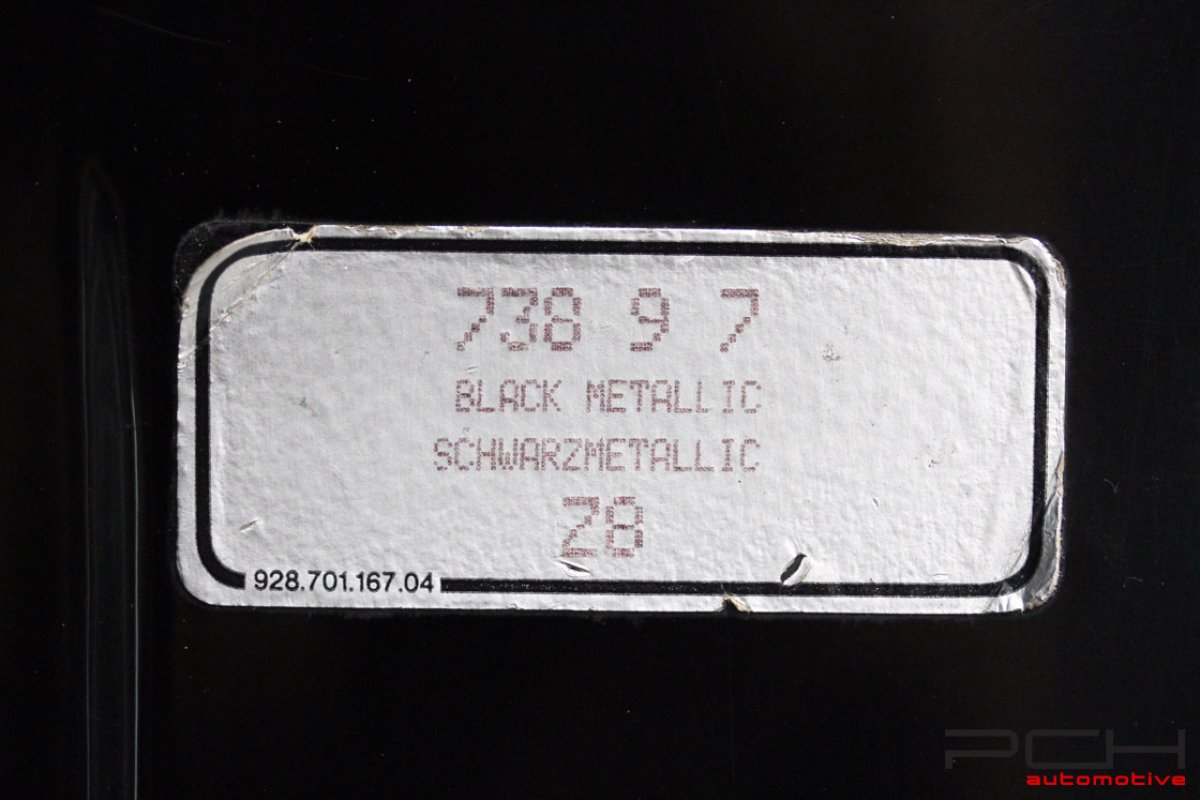 738 9 7
BLACK METALLIC
SCHWARZMETALLIC
Z8
928.701.167.04
PCH
automotive